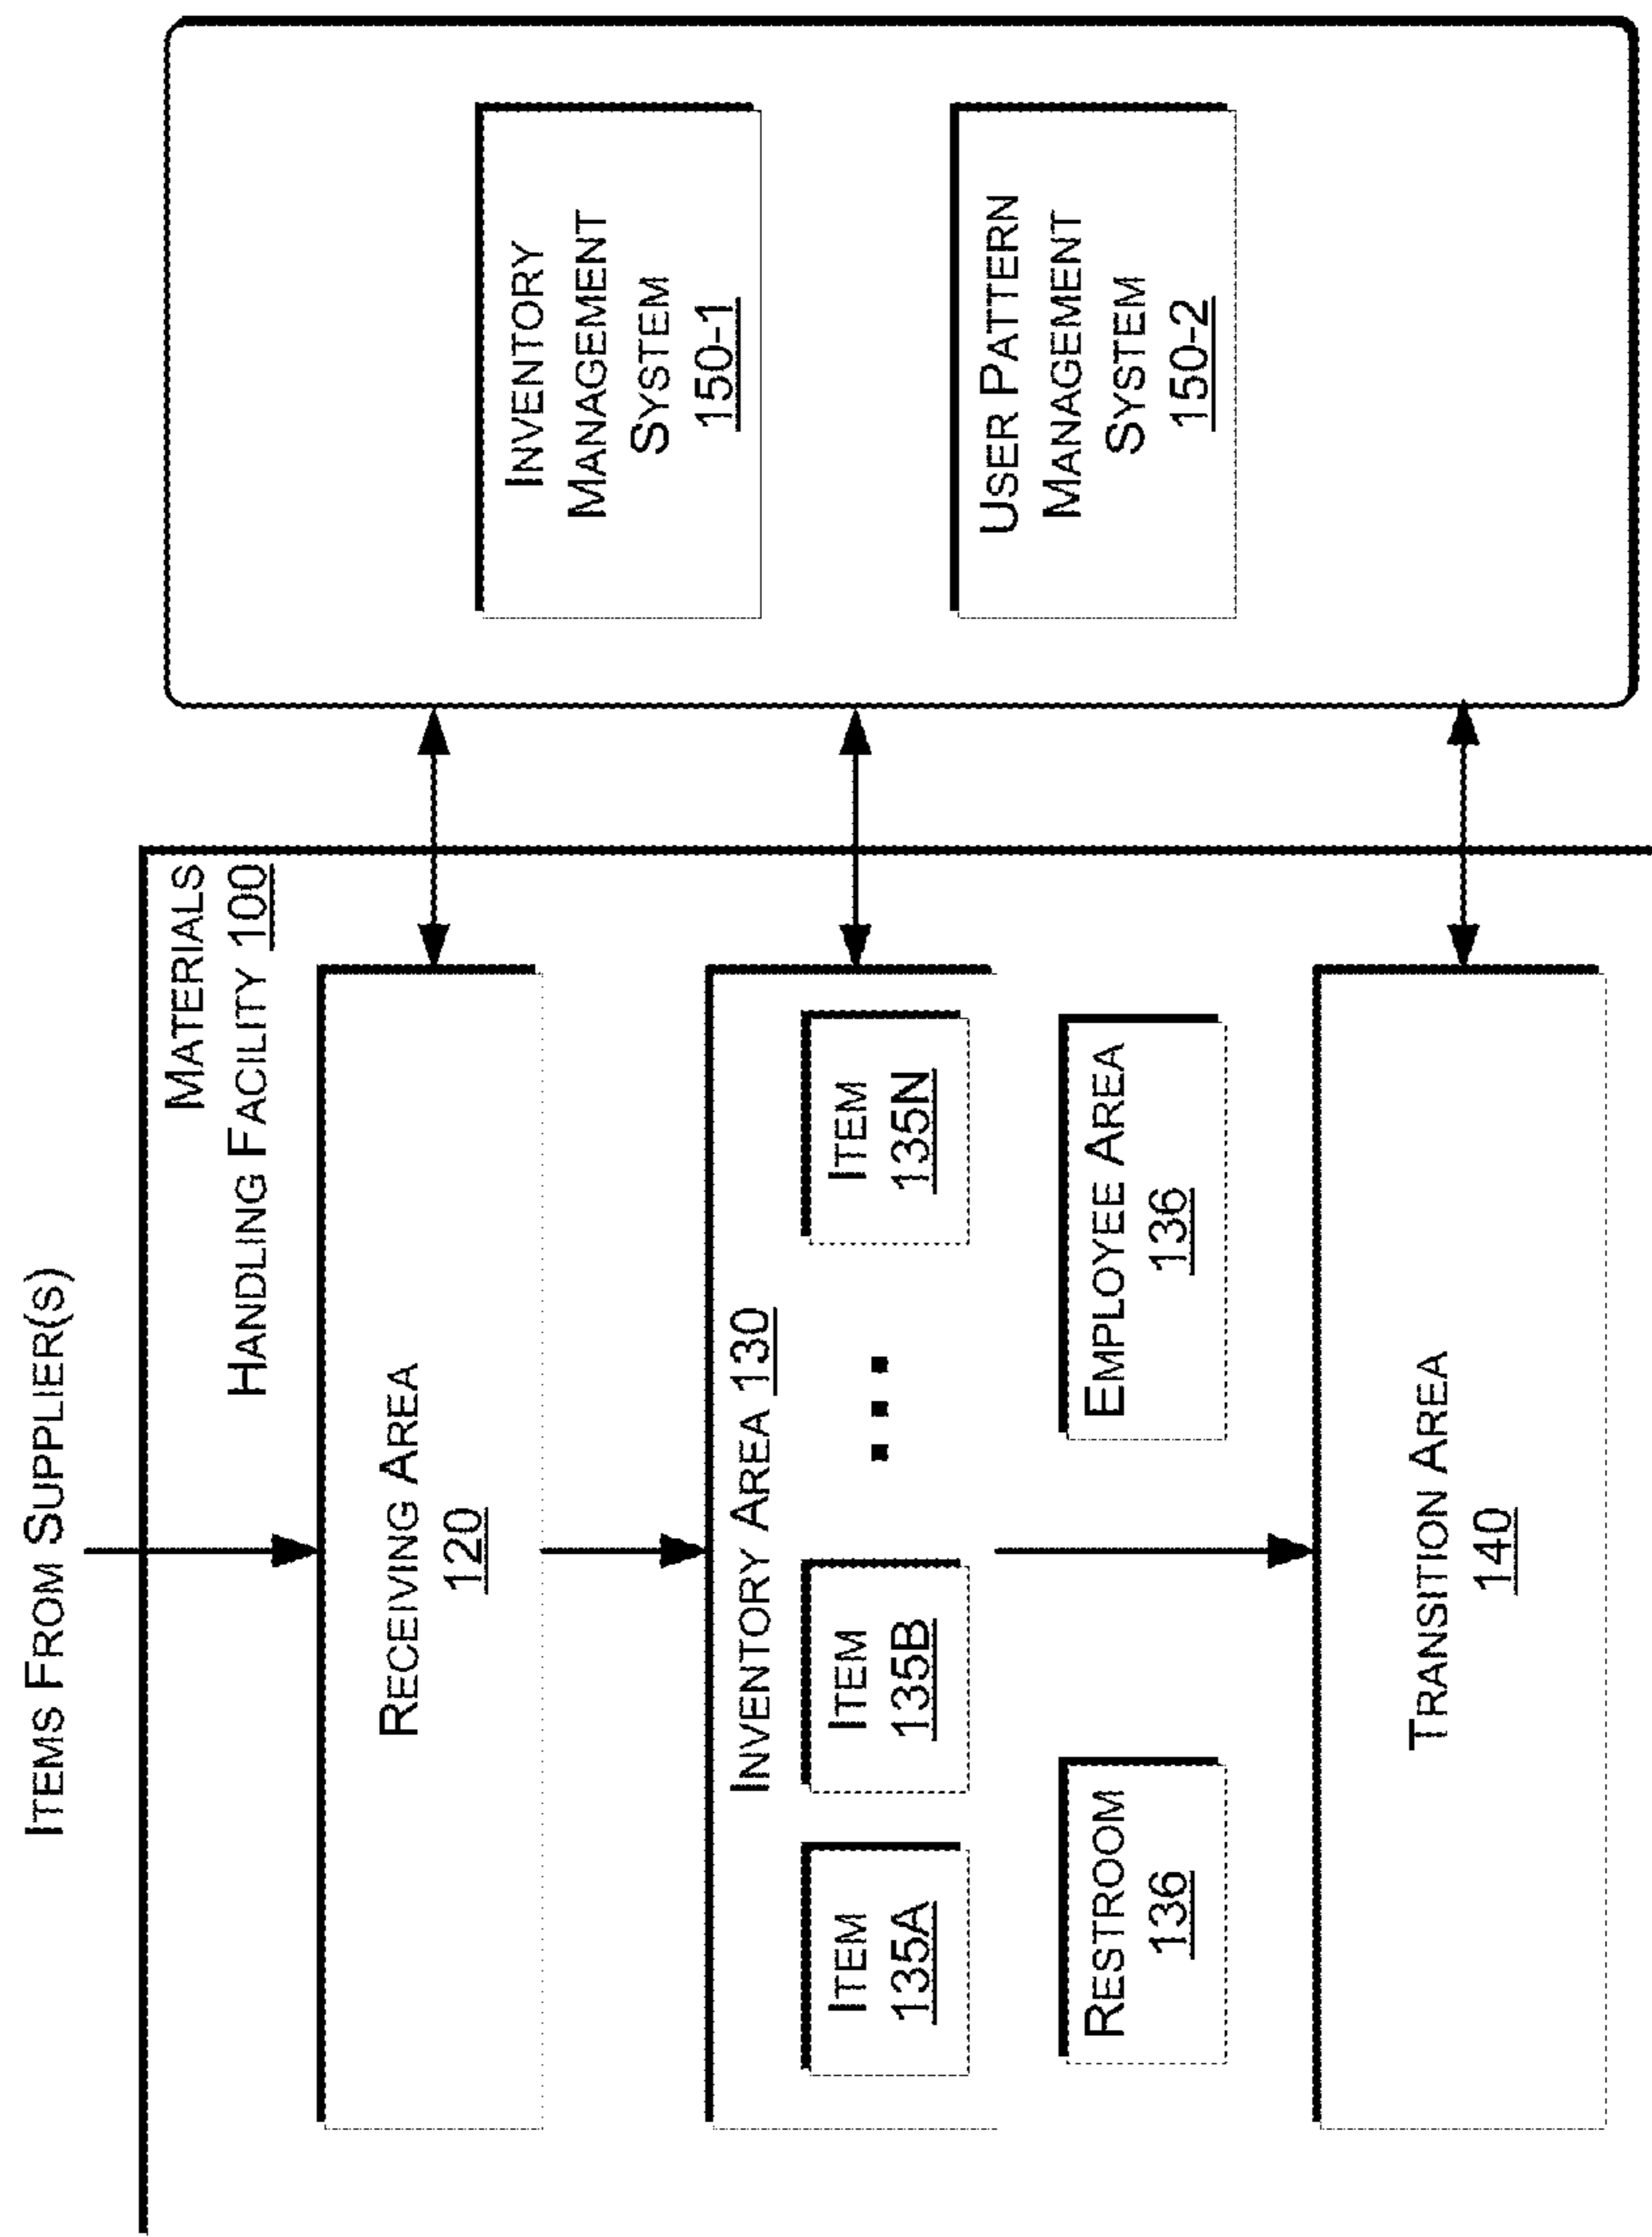 Items From Supplier(s)
Materials
Handling Facility 100
Receiving Area
120
Inventory Area 130
Item
135A
Item
135B
...
Item
135N
Restroom
136
Employee Area
136
Transition Area
140
Inventory
Management
System
150-1
User Pattern
Management
System
150-2